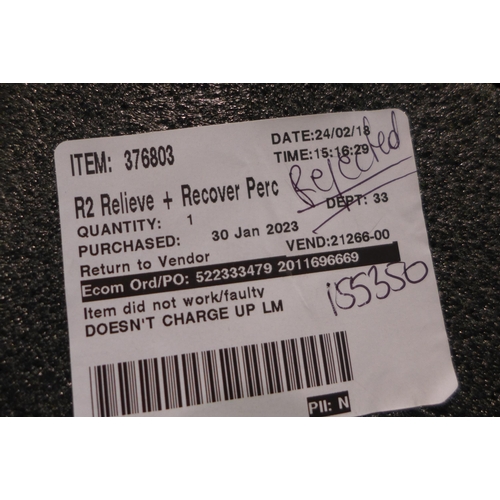 ITEM: 376803
DATE:24/02/18
TIME:15:16:29
Rejected
R2 Relieve + Recover Perc
DEPT: 33
QUANTITY: 1
PURCHASED: 30 Jan 2023
VEND:21266-00
Return to Vendor
Ecom Ord/PO: 522333479 2011696669
Item did not work/faulty
DOESN'T CHARGE UP LM
i55350
PII: N